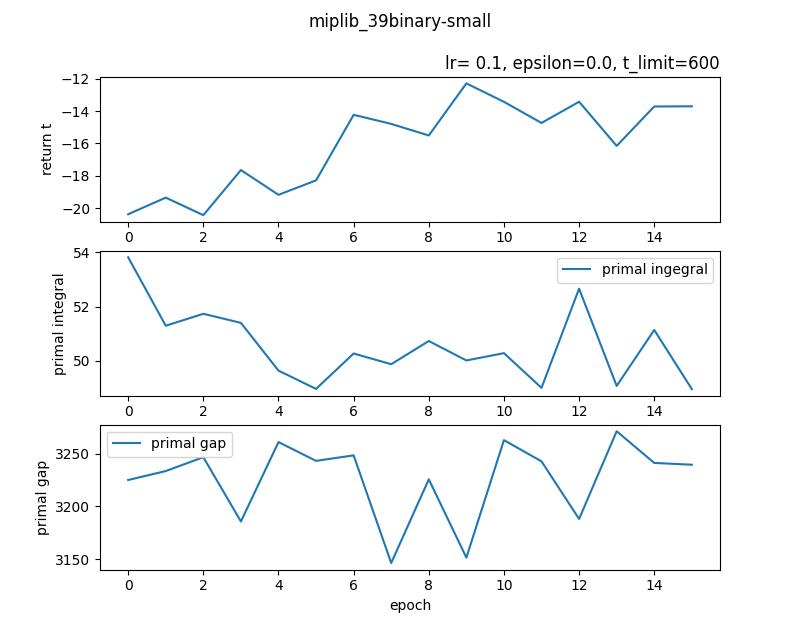 miplib_39binary-small
lr= 0.1, epsilon=0.0, t_limit=600
return t
−12
−14
−16
−18
−20
0 2 4 6 8 10 12 14
primal integral
54
52
50
primal ingegral
0 2 4 6 8 10 12 14
primal gap
3250
3200
3150
primal gap
0 2 4 6 8 10 12 14
epoch